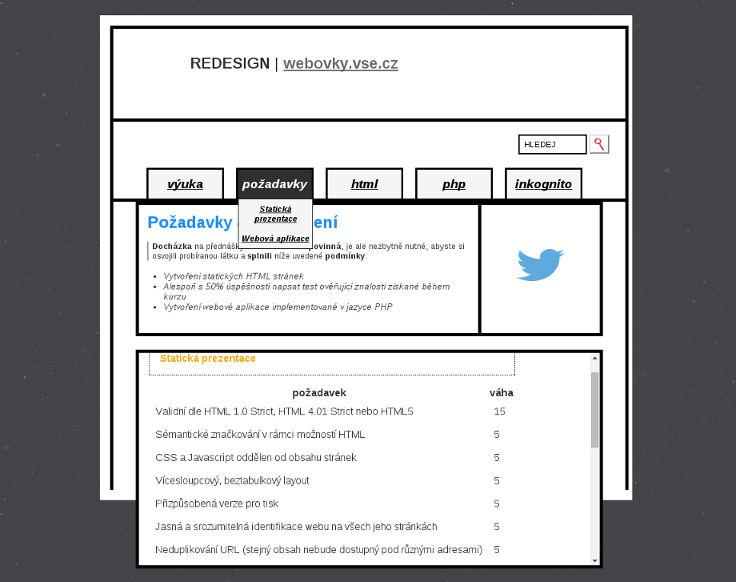 REDESIGN | webovky.vse.cz
HLEDEJ
výuka požadavky html php inkognito
Statická
prezentace
Webová aplikace
Požadavky ení
Docházka na přednášky povinná, je ale nezbytně nutné, abyste si
osvojili probíranou látku a splnili níže uvedené podmínky:
Vytvoření statických HTML stránek
Alespoň s 50% úspěšností napsat test ověřující znalosti získané během
kurzu
Vytvoření webové aplikace implementované v jazyce PHP
Statická prezentace
požadavek váha
Validní dle HTML 1.0 Strict, HTML 4.01 Strict nebo HTML5 15
Sémantické značkování v rámci možností HTML 5
CSS a Javascript oddělen od obsahu stránek 5
Vícesloupcový, beztabulkový layout 5
Přizpůsobená verze pro tisk 5
Jasná a srozumitelná identifikace webu na všech jeho stránkách 5
Neduplikování URL (stejný obsah nebude dostupný pod různými adresami) 5